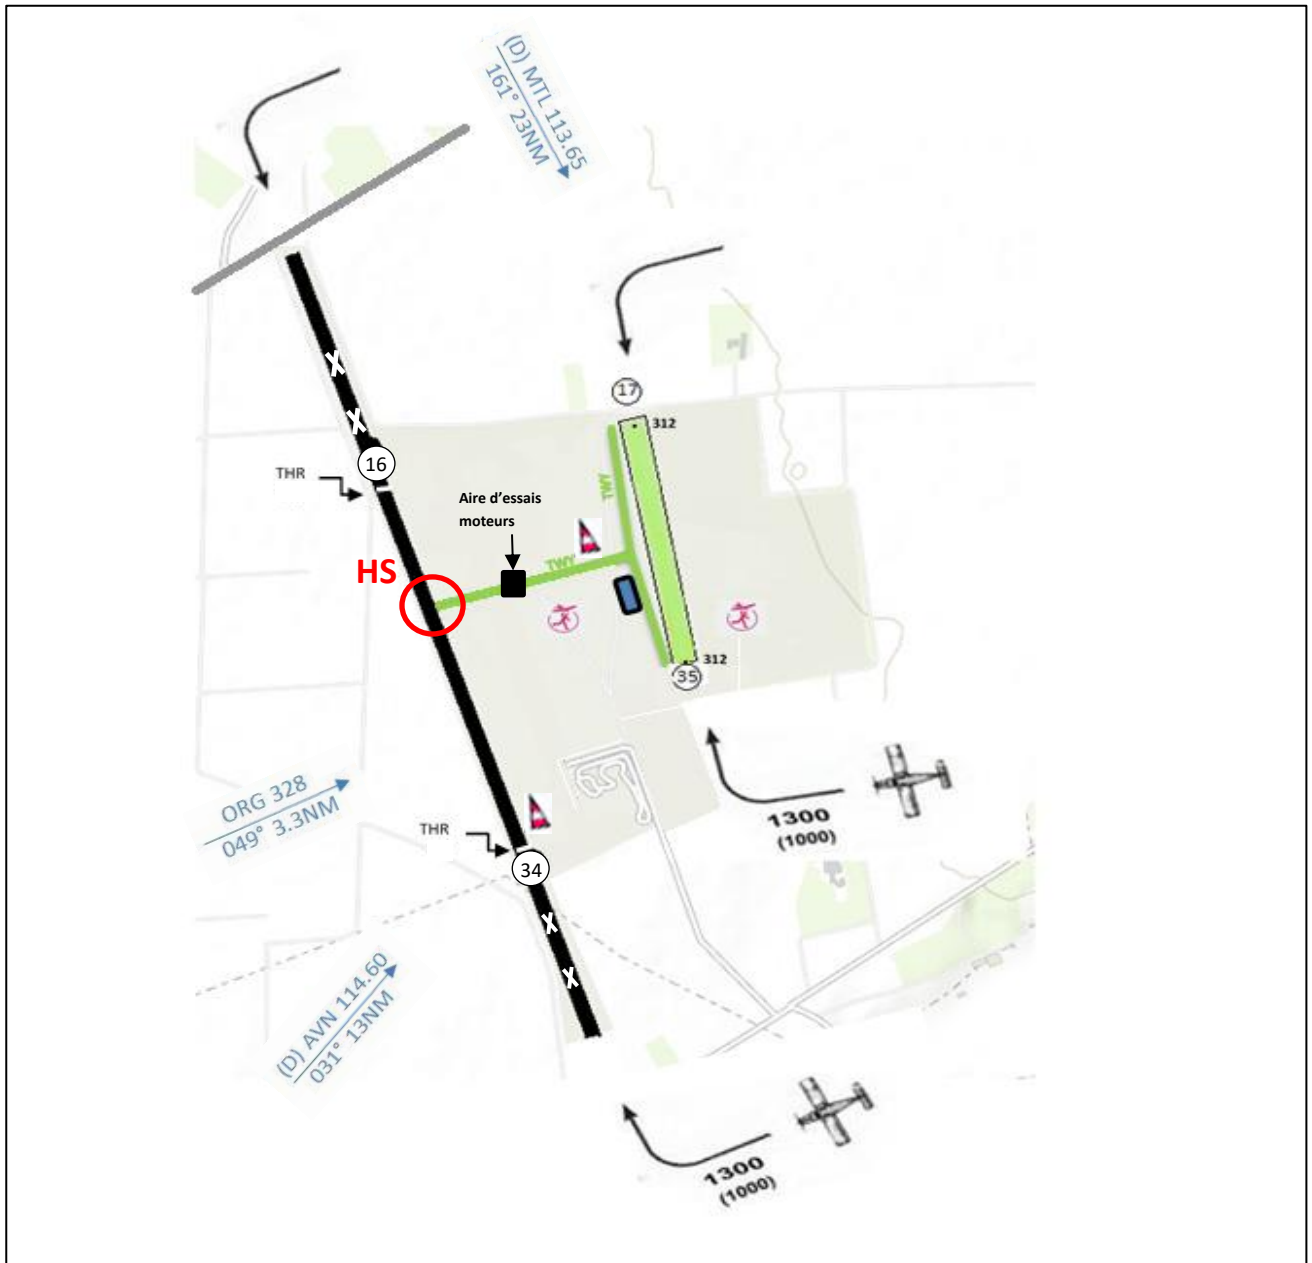 (D) MTL 113.65
161° 23NM
17
312
16
THR
TWY
Aire d'essais
moteurs
TWY
HS
312
35
ORG 328
049° 3.3NM
1300
(1000)
THR
34
(D) AVN 114.60
031° 13NM
1300
(1000)
X
X
X
X